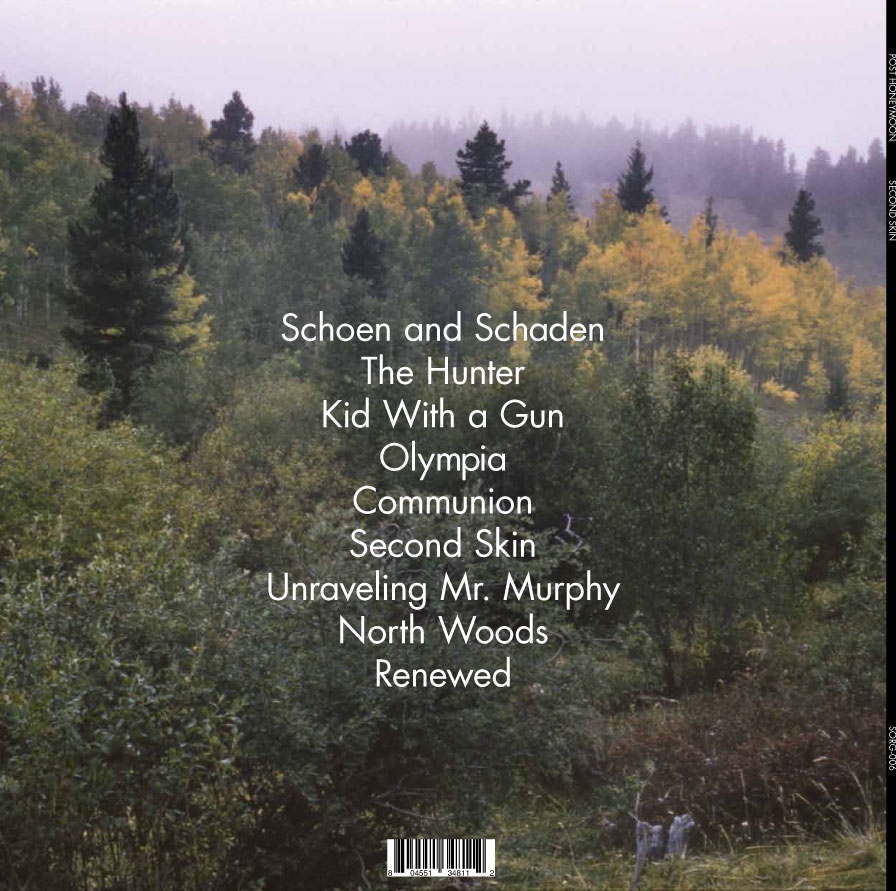 Schoen and Schaden
The Hunter
Kid With a Gun
Olympia
Communion
Second Skin
Unraveling Mr. Murphy
North Woods
Renewed
POST HONEYMOON
SECOND SKIN
SORG-006
8 04551 34811 2